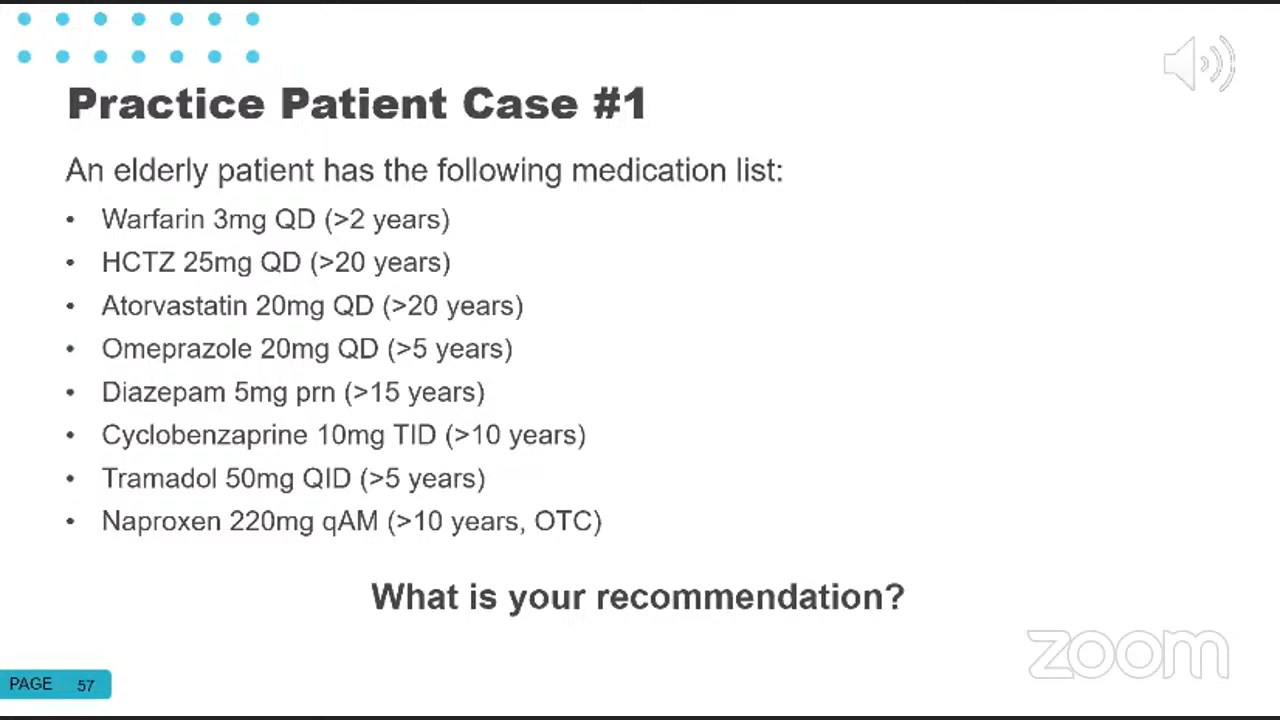 Practice Patient Case #1
An elderly patient has the following medication list:
• Warfarin 3mg QD (>2 years)
• HCTZ 25mg QD (>20 years)
• Atorvastatin 20mg QD (>20 years)
• Omeprazole 20mg QD (>5 years)
• Diazepam 5mg prn (>15 years)
• Cyclobenzaprine 10mg TID (>10 years)
• Tramadol 50mg QID (>5 years)
• Naproxen 220mg qAM (>10 years, OTC)
What is your recommendation?
zoom
PAGE 57